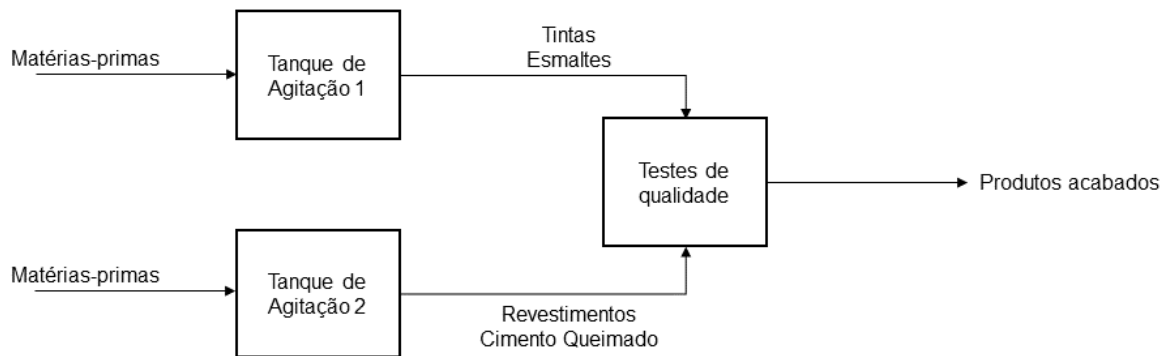 Matérias-primas
Tanque de
Agitação 1
Tintas
Esmaltes
Testes de
qualidade
Produtos acabados
Matérias-primas
Tanque de
Agitação 2
Revestimentos
Cimento Queimado